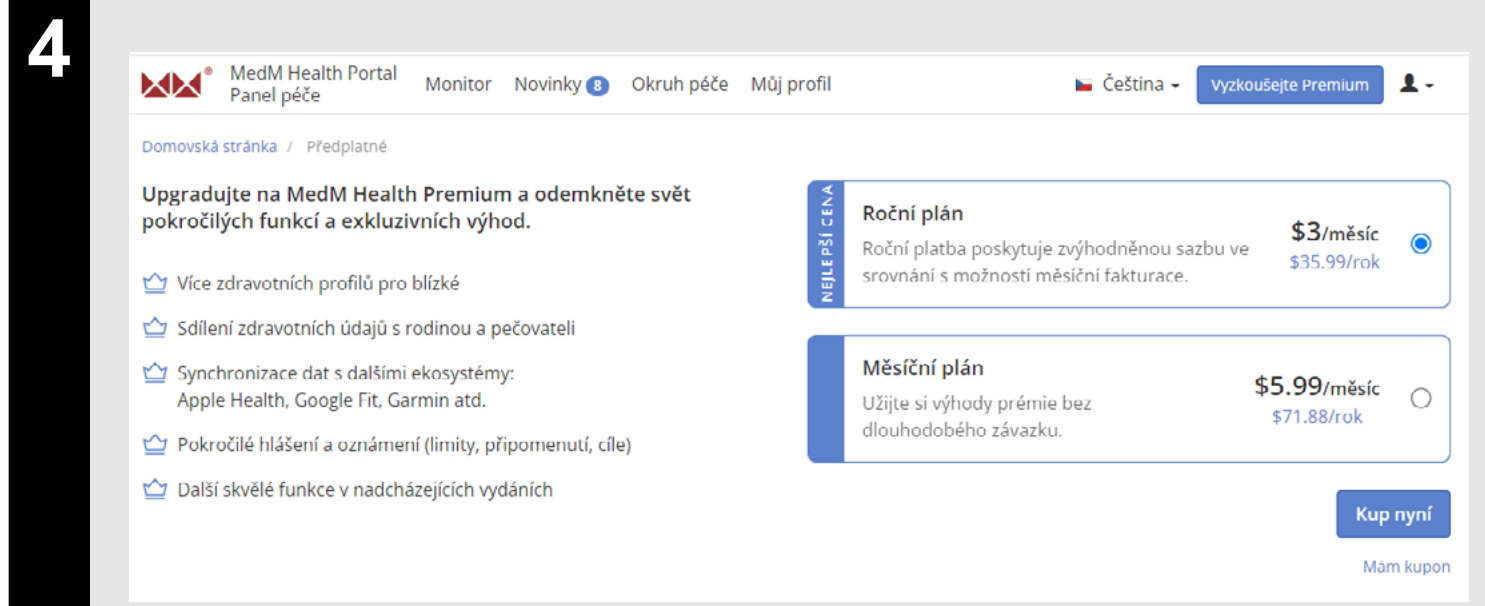 4
MedM Health Portal
Panel péče
Monitor Novinky 8 Okruh péče Můj profil
Čeština Vyzkoušejte Premium
Domovská stránka / Předplatné
Upgradujte na MedM Health Premium a odemkněte svět
pokročilých funkcí a exkluzivních výhod.
Více zdravotních profilů pro blízké
Sdílení zdravotních údajů s rodinou a pečovateli
Synchronizace dat s dalšími ekosystémy:
Apple Health, Google Fit, Garmin atd.
Pokročilé hlášení a oznámení (limity, připomenutí, cíle)
Další skvělé funkce v nadcházejících vydáních
NEJLEPŠÍ CENA
Roční plán
Roční platba poskytuje zvýhodněnou sazbu ve
srovnání s možností měsíční fakturace.
$3/měsíc
$35.99/rok
Měsíční plán
Užijte si výhody prémie bez
dlouhodobého závazku.
$5.99/měsíc
$71.88/rok
Kup nyní
Mám kupon